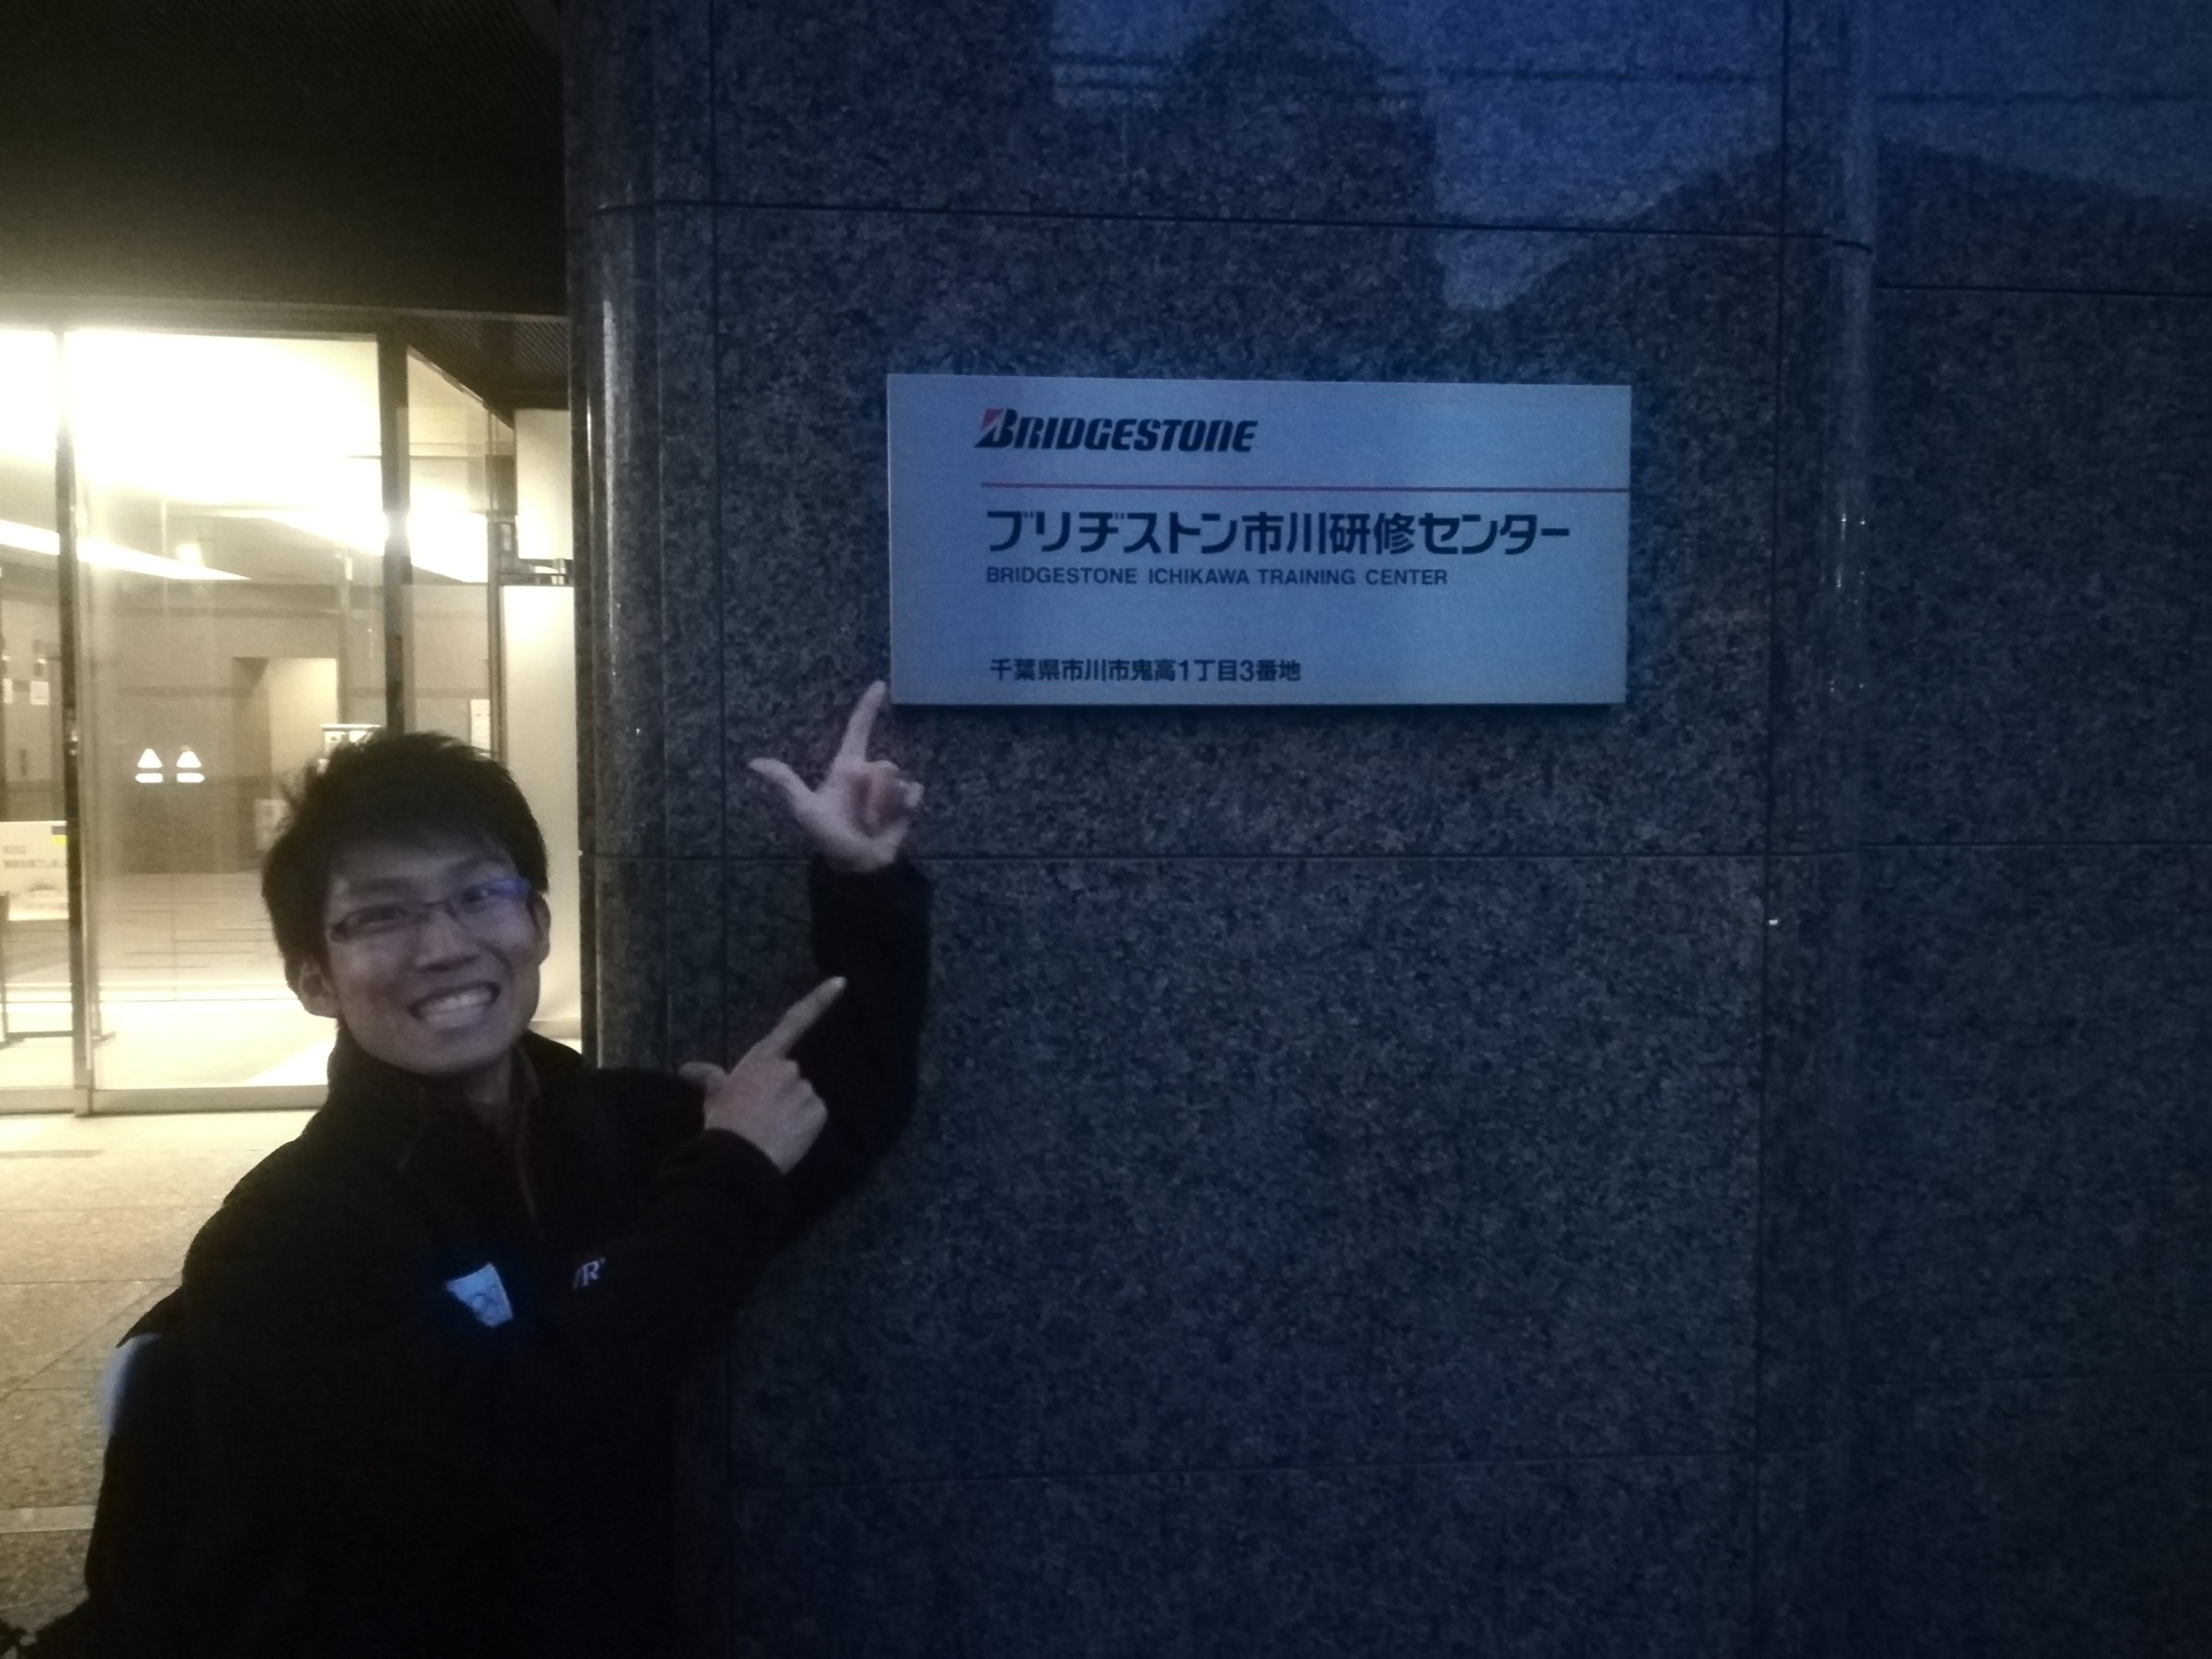 BRIDGESTONE
ブリヂストン市川研修センター
BRIDGESTONE ICHIKAWA TRAINING CENTER
千葉県市川市鬼高1丁目3番地